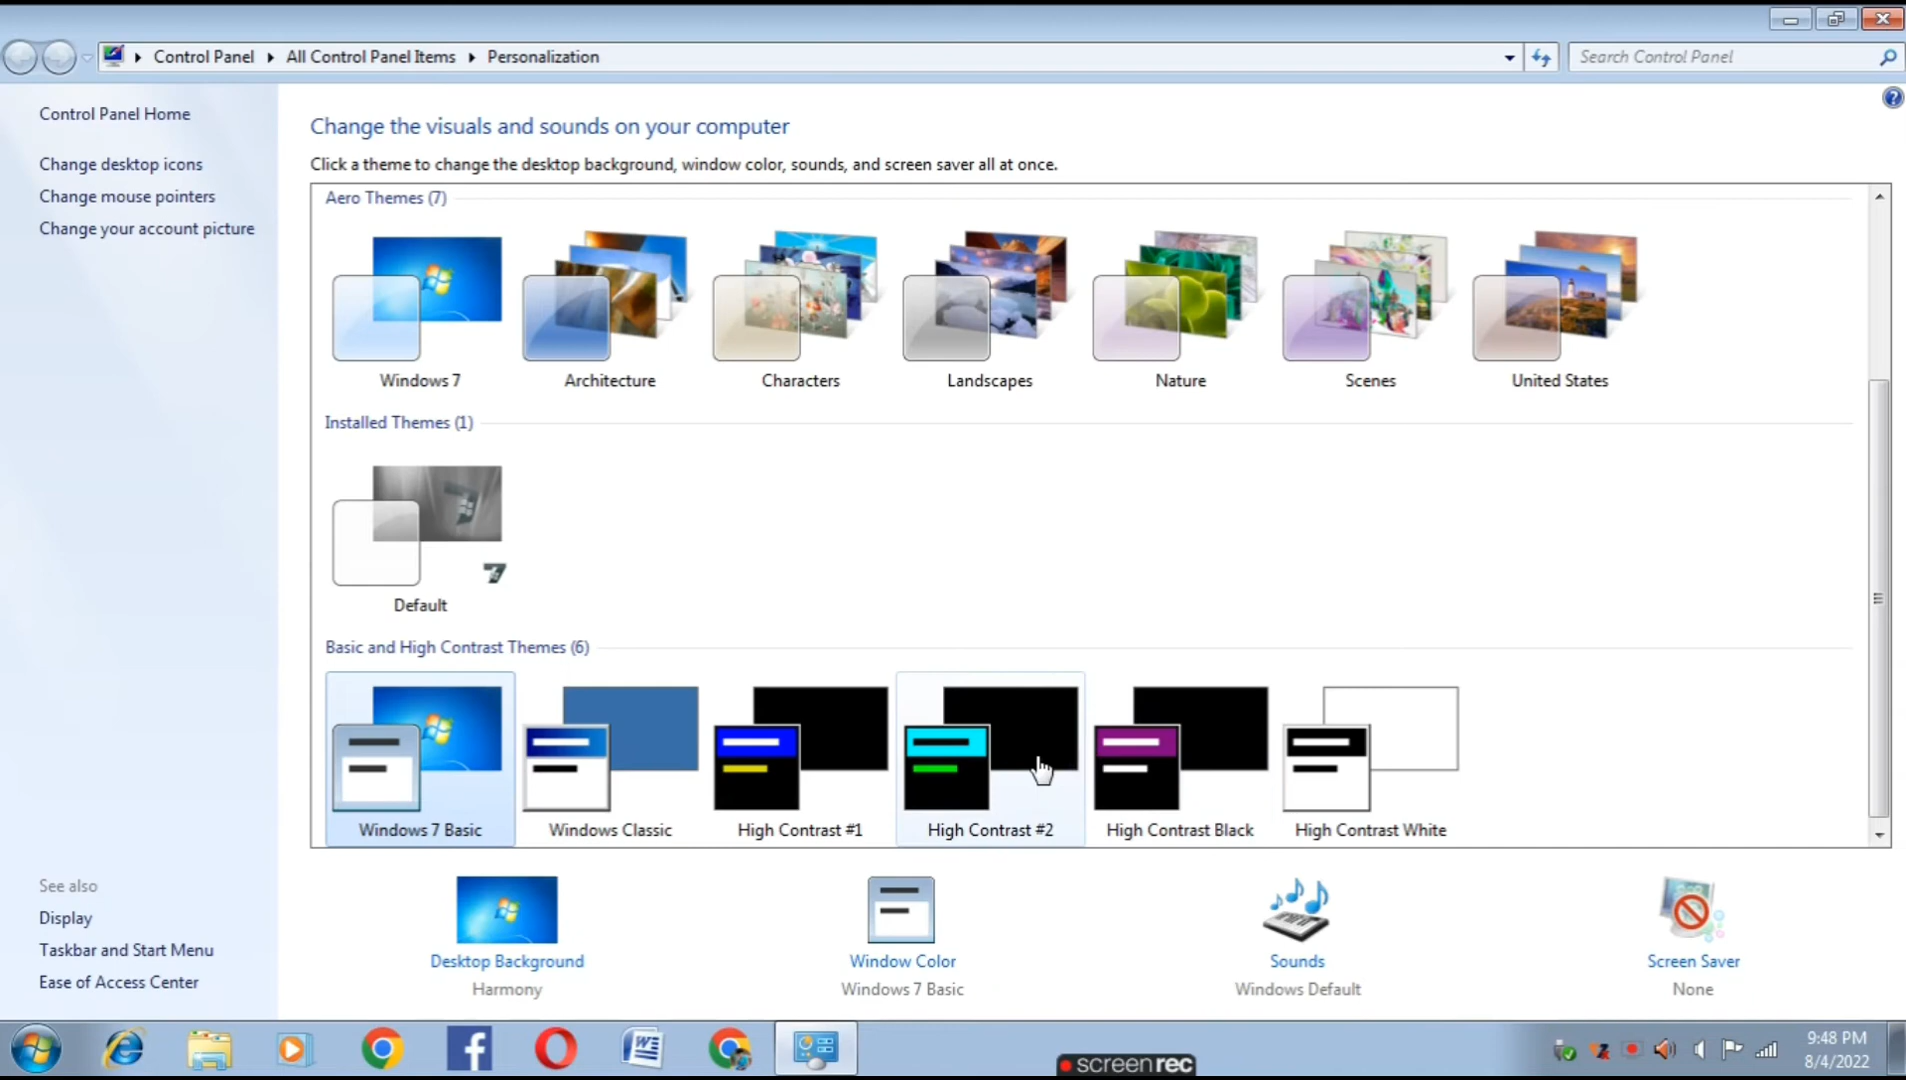 Control Panel All Control Panel Items Personalization
Search Control Panel
Control Panel Home
Change desktop icons
Change mouse pointers
Change your account picture
Change the visuals and sounds on your computer
Click a theme to change the desktop background, window color, sounds, and screen saver all at once.
Aero Themes (7)
Windows 7 Architecture Characters Landscapes Nature Scenes United States
Installed Themes (1)
Default
Basic and High Contrast Themes (6)
Windows 7 Basic Windows Classic High Contrast #1 High Contrast #2 High Contrast Black High Contrast White
See also
Display
Taskbar and Start Menu
Ease of Access Center
Desktop Background Window Color Sounds Screen Saver
Harmony Windows 7 Basic Windows Default None
screenrec
9:48 PM
8/4/2022